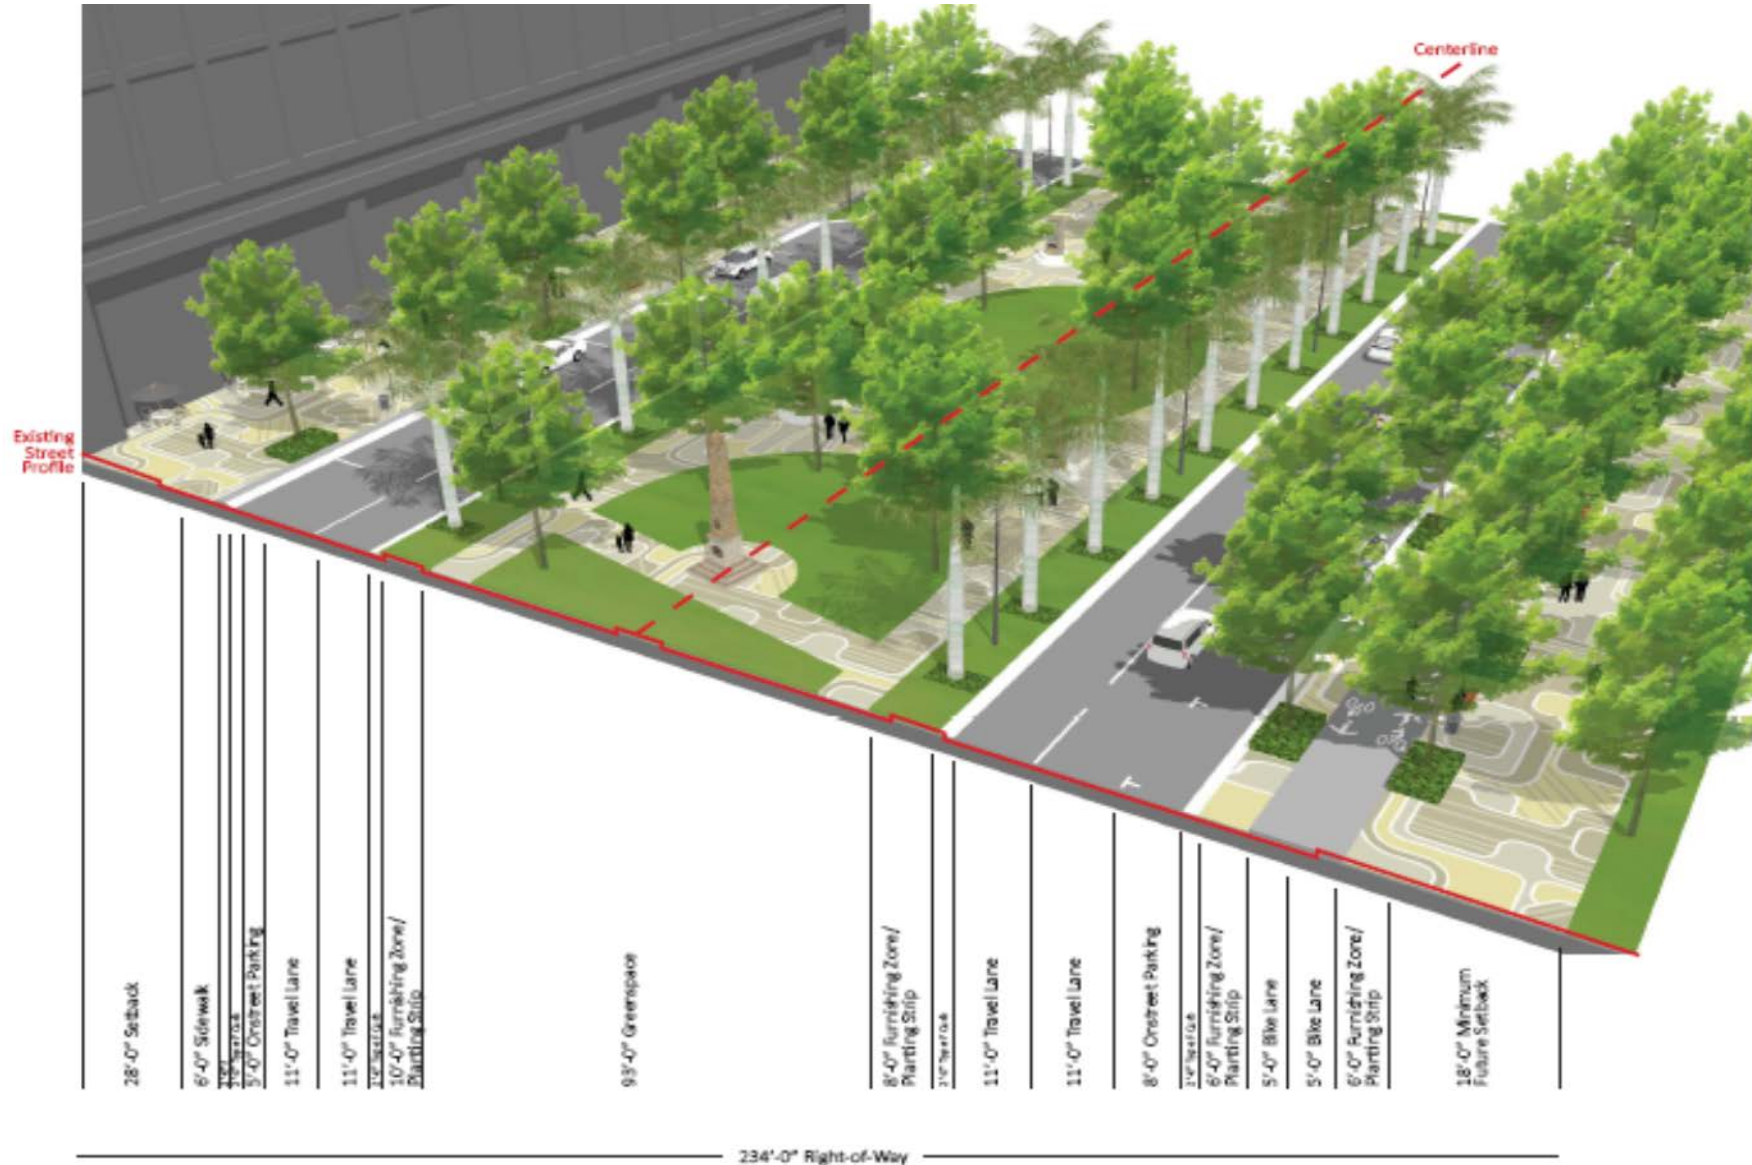 Centerline
Existing
Street
Profile
28'-0" Setback
6'-0" Sidewalk
5'-0" Onstreet Parking
11'-0" Travel Lane
11'-0" Travel Lane
10'-0" Furnishing Zone/
Planting Strip
93'-0" Greenspace
8'-0" Furnishing Zone/
Planting Strip
11'-0" Travel Lane
11'-0" Travel Lane
8'-0" Onstreet Parking
6'-0" Furnishing Zone/
Planting Strip
5'-0" Bike Lane
5'-0" Bike Lane
6'-0" Furnishing Zone/
Planting Strip
18'-0" Minimum
Future Setback
234'-0" Right-of-Way